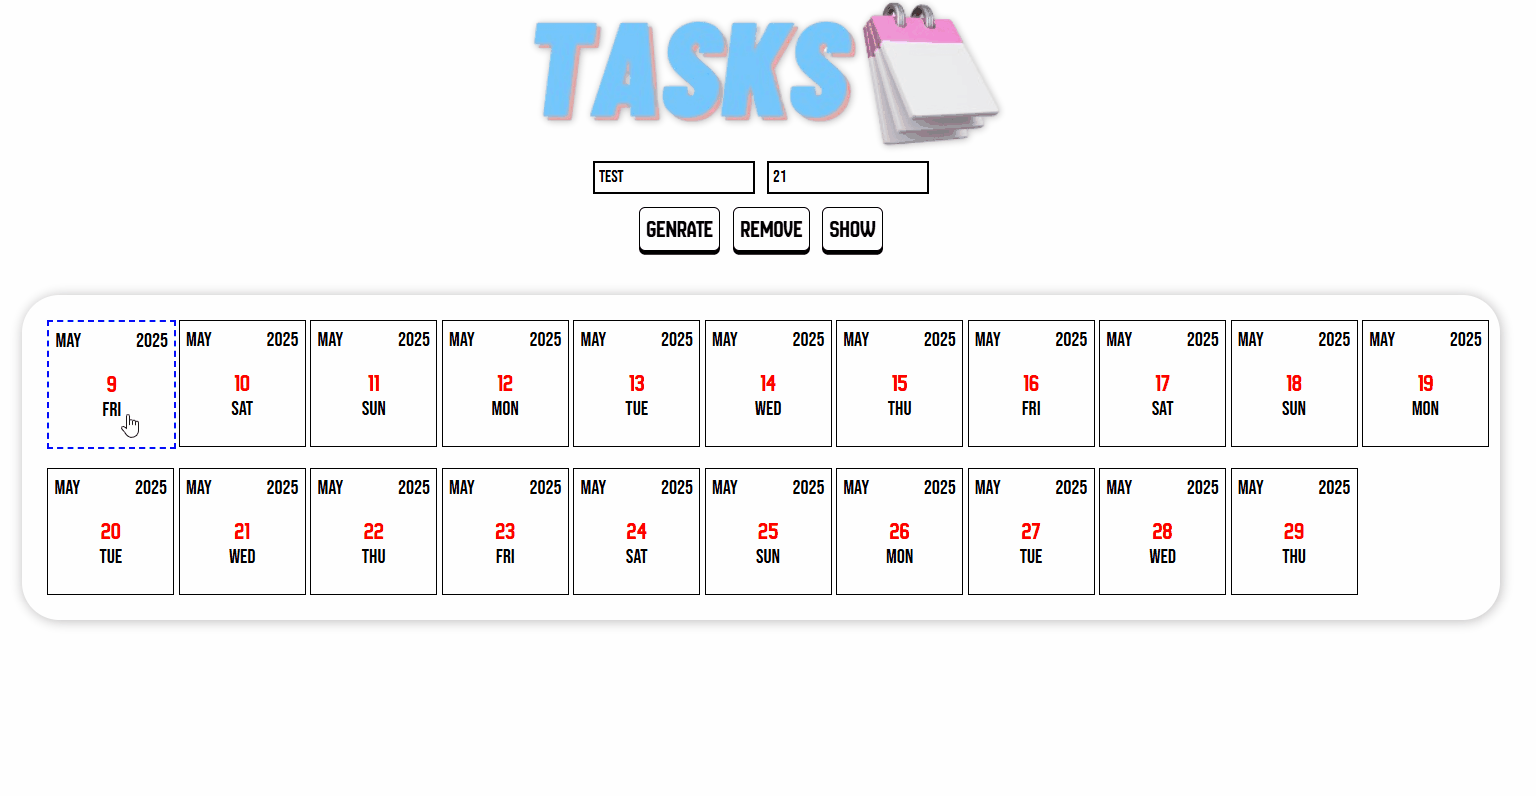 TASKS
TEST 21
GENRATE REMOVE SHOW
MAY 2025 MAY 2025 MAY 2025 MAY 2025 MAY 2025 MAY 2025 MAY 2025 MAY 2025 MAY 2025 MAY 2025 MAY 2025
9 10 11 12 13 14 15 16 17 18 19
FRI SAT SUN MON TUE WED THU FRI SAT SUN MON
MAY 2025 MAY 2025 MAY 2025 MAY 2025 MAY 2025 MAY 2025 MAY 2025 MAY 2025 MAY 2025 MAY 2025
20 21 22 23 24 25 26 27 28 29
TUE WED THU FRI SAT SUN MON TUE WED THU